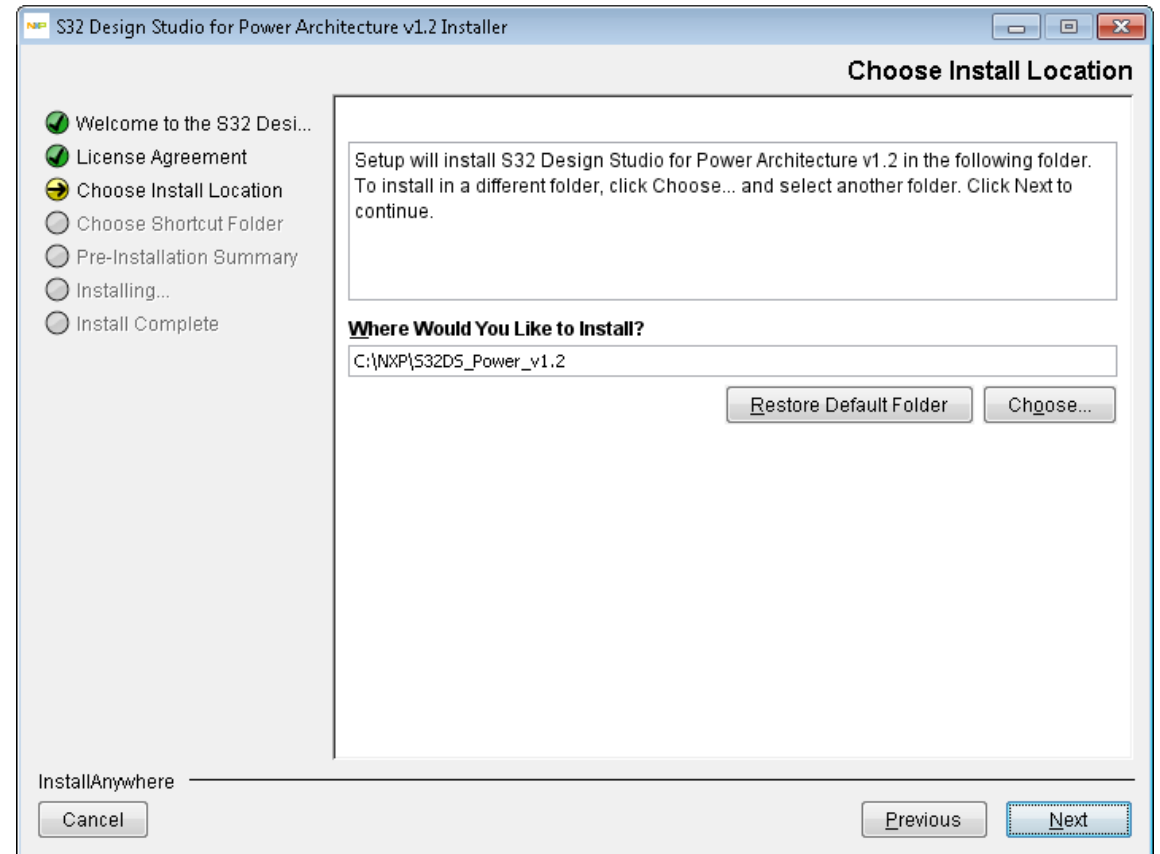 NXP S32 Design Studio for Power Architecture v1.2 Installer
Choose Install Location
Welcome to the S32 Desi...
License Agreement
Choose Install Location
Choose Shortcut Folder
Pre-Installation Summary
Installing...
Install Complete
Setup will install S32 Design Studio for Power Architecture v1.2 in the following folder.
To install in a different folder, click Choose... and select another folder. Click Next to
continue.
Where Would You Like to Install?
C:\NXP\S32DS_Power_v1.2
Restore Default Folder
Choose...
InstallAnywhere
Cancel
Previous
Next